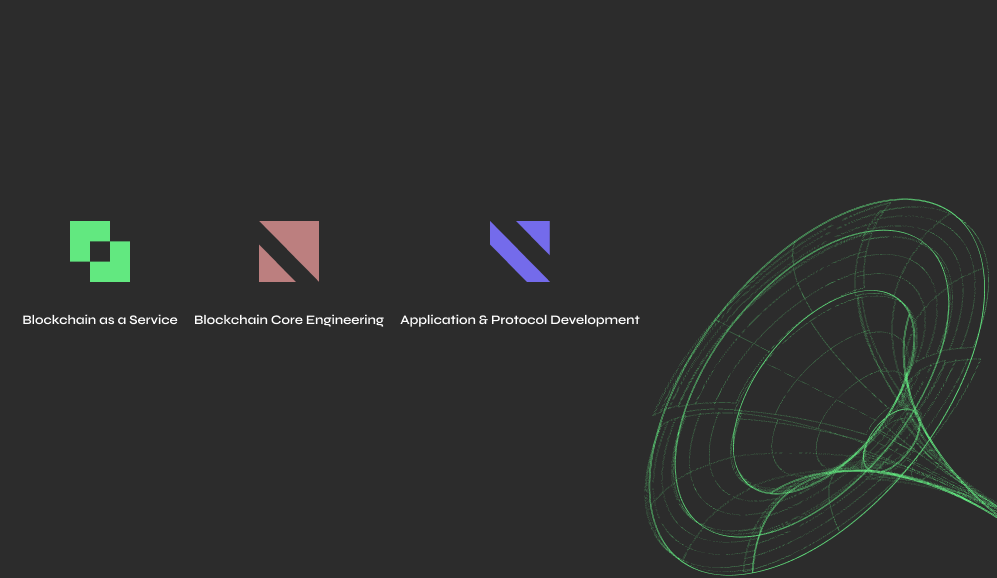 Blockchain as a Service
Blockchain Core Engineering
Application & Protocol Development